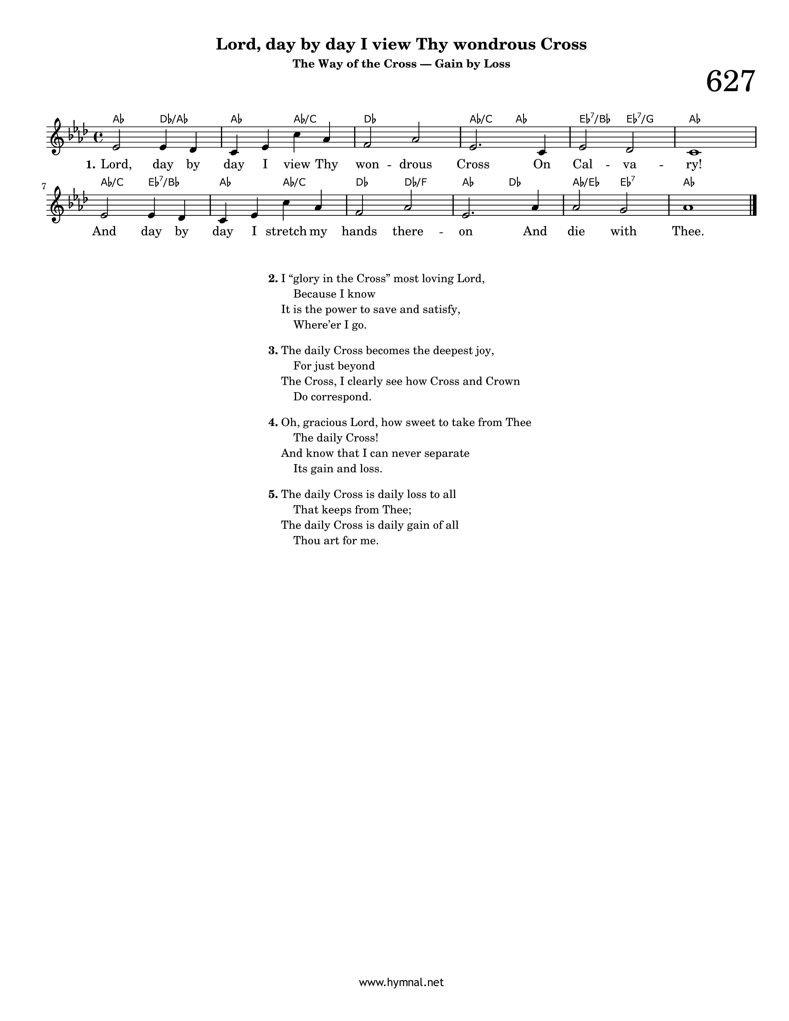 Lord, day by day I view Thy wondrous Cross
The Way of the Cross — Gain by Loss
627
A♭ D♭/A♭ A♭ A♭/C D♭ A♭/C A♭ E♭7/B♭ E♭7/G A♭
1. Lord, day by day I view Thy won - drous Cross On Cal - va - ry!
7
A♭/C E♭7/B♭ A♭ A♭/C D♭ D♭/F A♭ D♭ A♭/E♭ E♭7 A♭
And day by day I stretch my hands there - on And die with Thee.
2. I “glory in the Cross” most loving Lord,
Because I know
It is the power to save and satisfy,
Where’er I go.
3. The daily Cross becomes the deepest joy,
For just beyond
The Cross, I clearly see how Cross and Crown
Do correspond.
4. Oh, gracious Lord, how sweet to take from Thee
The daily Cross!
And know that I can never separate
Its gain and loss.
5. The daily Cross is daily loss to all
That keeps from Thee;
The daily Cross is daily gain of all
Thou art for me.
www.hymnal.net